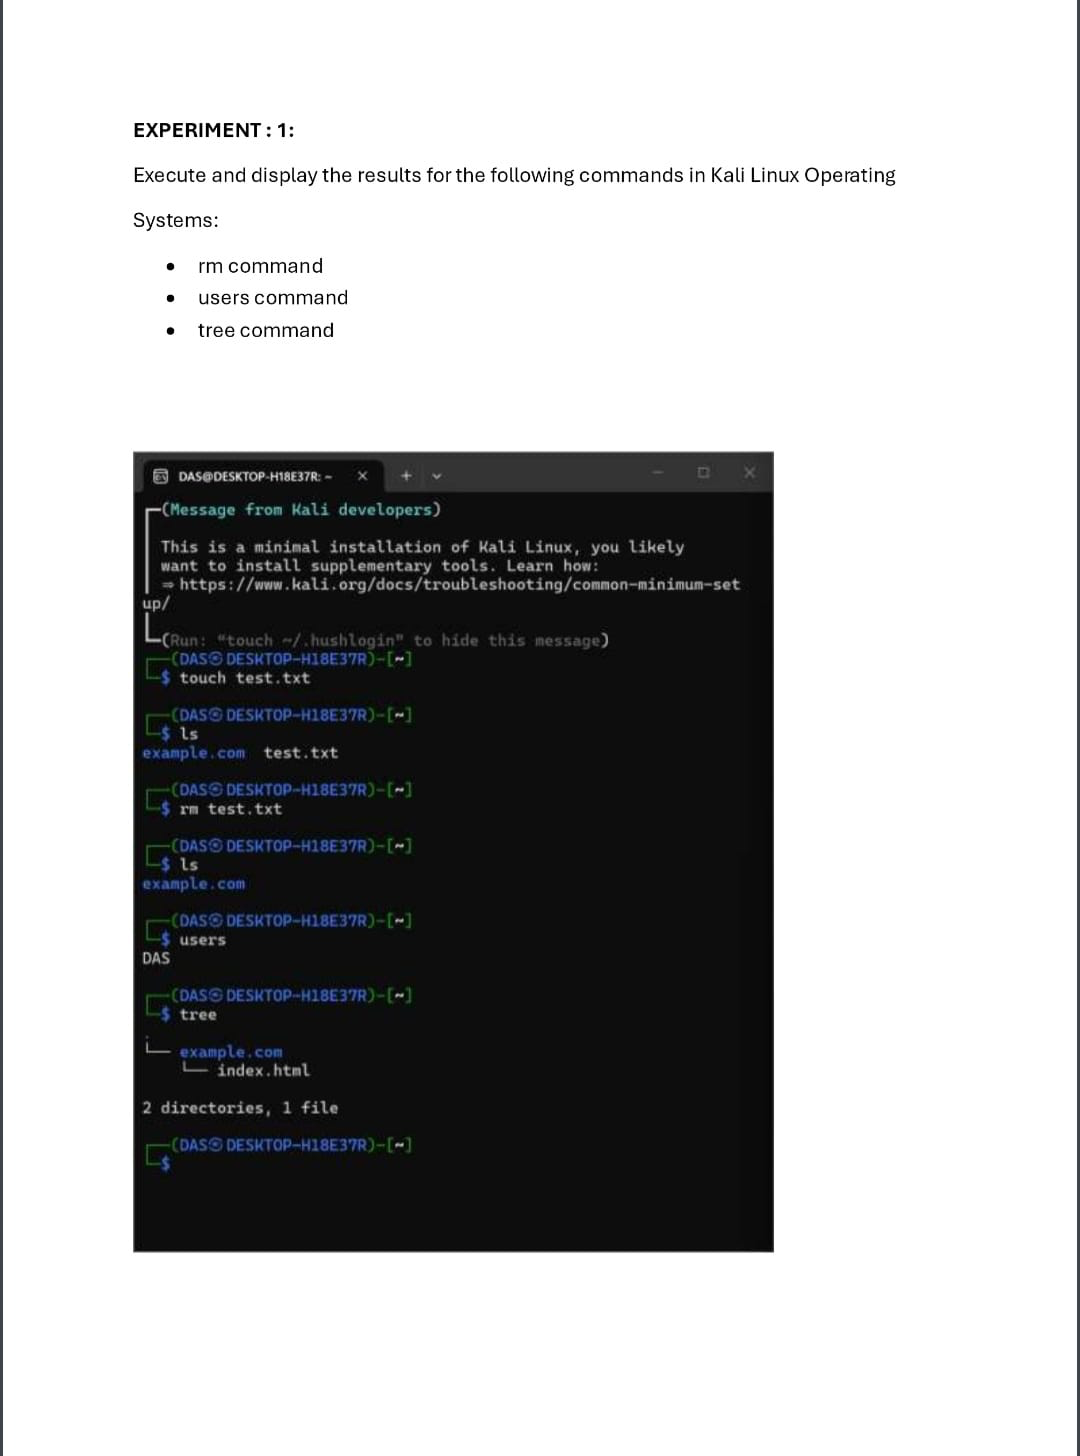 EXPERIMENT : 1:
Execute and display the results for the following commands in Kali Linux Operating
Systems:
• rm command
• users command
• tree command
DAS@DESKTOP-H18E37R: ~
(Message from Kali developers)
This is a minimal installation of Kali Linux, you likely
want to install supplementary tools. Learn how:
⇒ https://www.kali.org/docs/troubleshooting/common-minimum-set
up/
(Run: “touch ~/.hushlogin” to hide this message)
┌──(DAS㉿DESKTOP-H18E37R)-[~]
└─$ touch test.txt
┌──(DAS㉿DESKTOP-H18E37R)-[~]
└─$ ls
example.com  test.txt
┌──(DAS㉿DESKTOP-H18E37R)-[~]
└─$ rm test.txt
┌──(DAS㉿DESKTOP-H18E37R)-[~]
└─$ ls
example.com
┌──(DAS㉿DESKTOP-H18E37R)-[~]
└─$ users
DAS
┌──(DAS㉿DESKTOP-H18E37R)-[~]
└─$ tree
.
└── example.com
    └── index.html
2 directories, 1 file
┌──(DAS㉿DESKTOP-H18E37R)-[~]
└─$